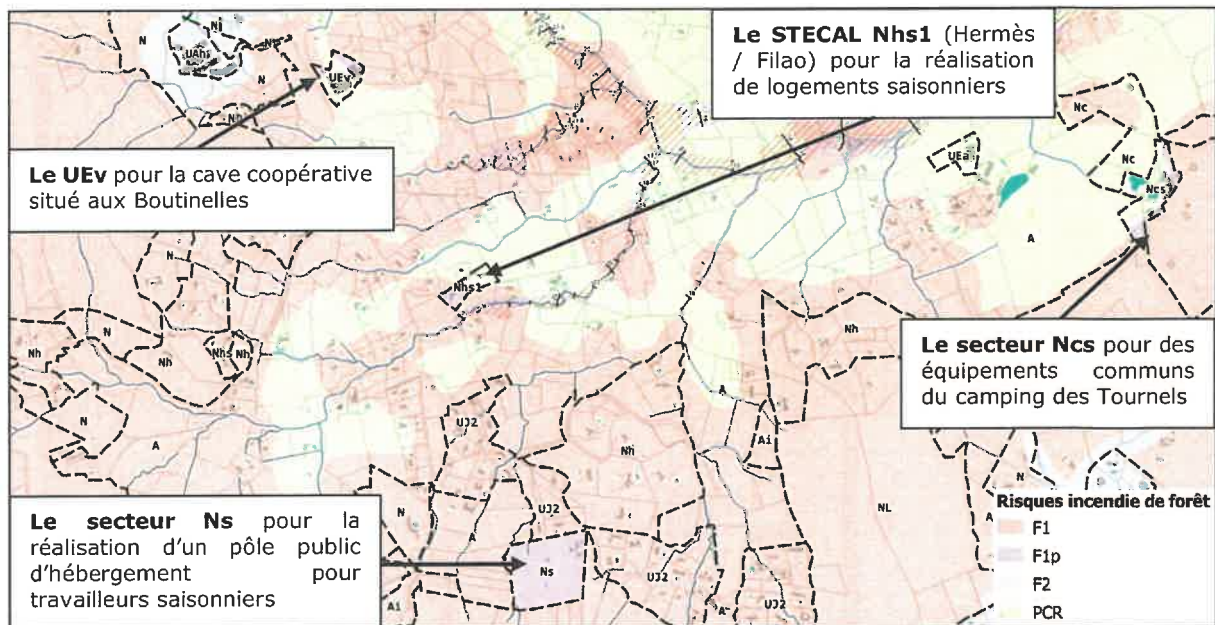 Le STECAL Nhs1 (Hermès
/ Filao) pour la réalisation
de logements saisonniers
Le UEv pour la cave coopérative
situé aux Boutinelles
Le secteur Ncs pour des
équipements communs
du camping des Tournels
Le secteur Ns pour la
réalisation d'un pôle public
d'hébergement pour
travailleurs saisonniers
Risques incendie de forêt
F1
F1p
F2
PCR
N
UAh
N
UEv
Nh
Nc
Nc
Ncs
UEa
A
Nhs1
N
N
Nh
Nh
Nhs
Nh
N
A
Nh
UJ2
Nh
A
Ai
N
A
UJ2
Ns
UJ2
NL
N
A
Ai
A
UJ2